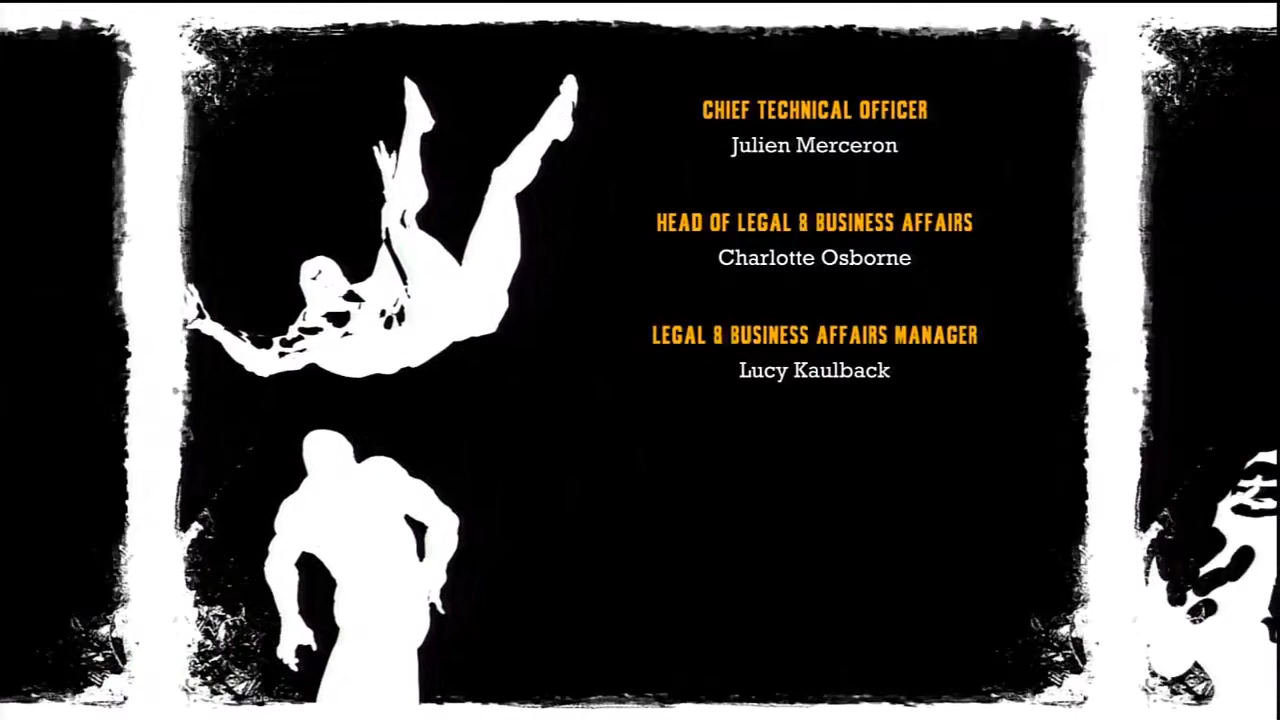 CHIEF TECHNICAL OFFICER
Julien Merceron
HEAD OF LEGAL & BUSINESS AFFAIRS
Charlotte Osborne
LEGAL & BUSINESS AFFAIRS MANAGER
Lucy Kaulback